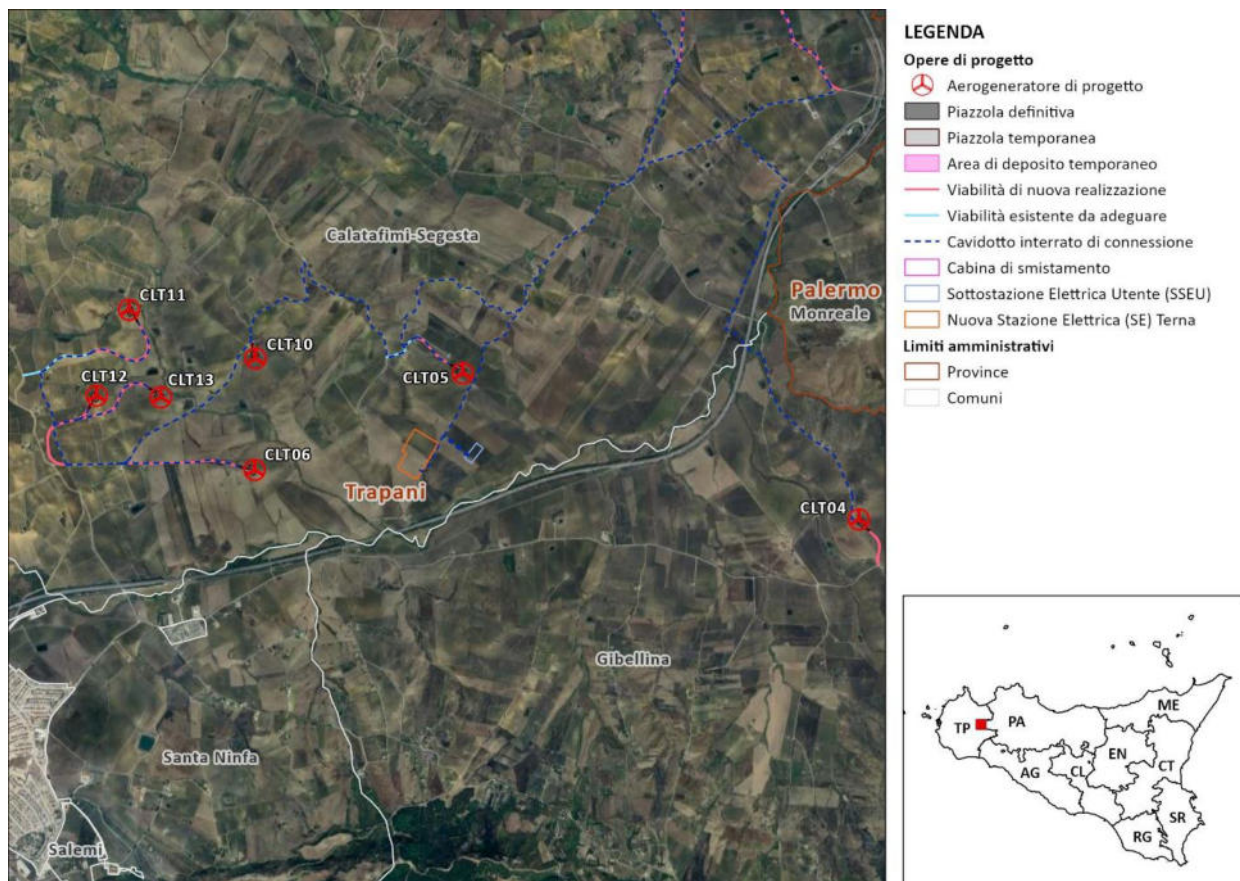 Calatafimi-Segesta
Palermo
Monreale
CLT11
CLT10
CLT12
CLT13
CLT05
CLT06
Trapani
CLT04
Gibellina
Santa Ninfa
Salemi
LEGENDA
Opere di progetto
Aerogeneratore di progetto
Piazzola definitiva
Piazzola temporanea
Area di deposito temporaneo
Viabilità di nuova realizzazione
Viabilità esistente da adeguare
Cavidotto interrato di connessione
Cabina di smistamento
Sottostazione Elettrica Utente (SSEU)
Nuova Stazione Elettrica (SE) Terna
Limiti amministrativi
Province
Comuni
ME
TP
PA
EN
CT
AG
CL
SR
RG